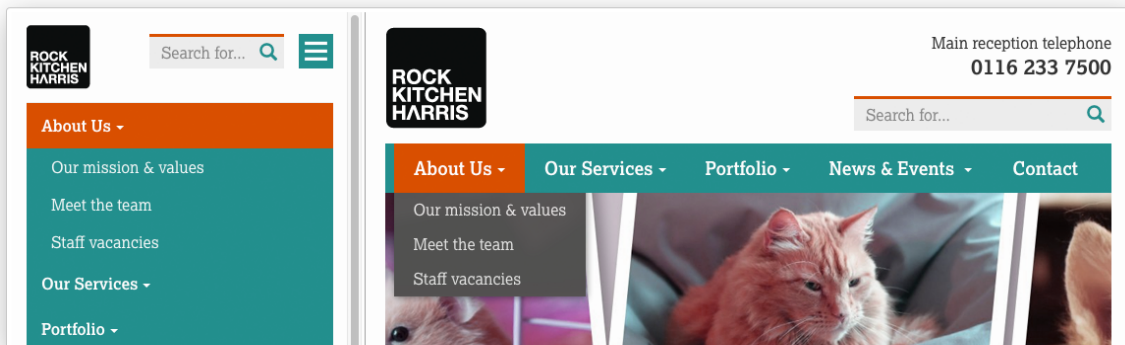 ROCK
KITCHEN
HARRIS
Search for...
About Us
Our mission & values
Meet the team
Staff vacancies
Our Services
Portfolio
ROCK
KITCHEN
HARRIS
Main reception telephone
0116 233 7500
Search for...
About Us Our Services Portfolio News & Events Contact
Our mission & values
Meet the team
Staff vacancies